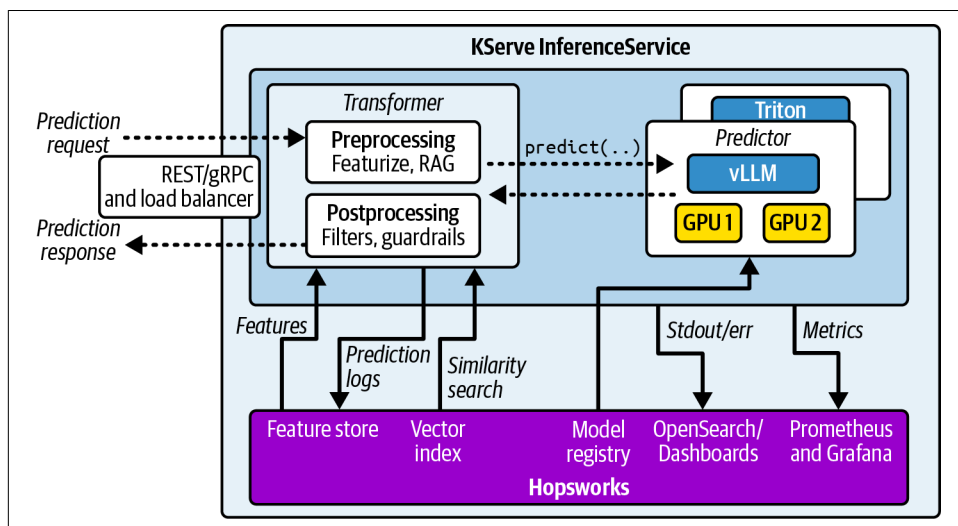 KServe InferenceService
Transformer
Triton
Prediction
request
Preprocessing
Featurize, RAG
predict(..)
Predictor
vLLM
REST/gRPC
and load balancer
Postprocessing
Filters, guardrails
GPU 1
GPU 2
Prediction
response
Features
Prediction
logs
Similarity
search
Stdout/err
Metrics
Feature store
Vector
index
Model
registry
OpenSearch/
Dashboards
Prometheus
and Grafana
Hopsworks